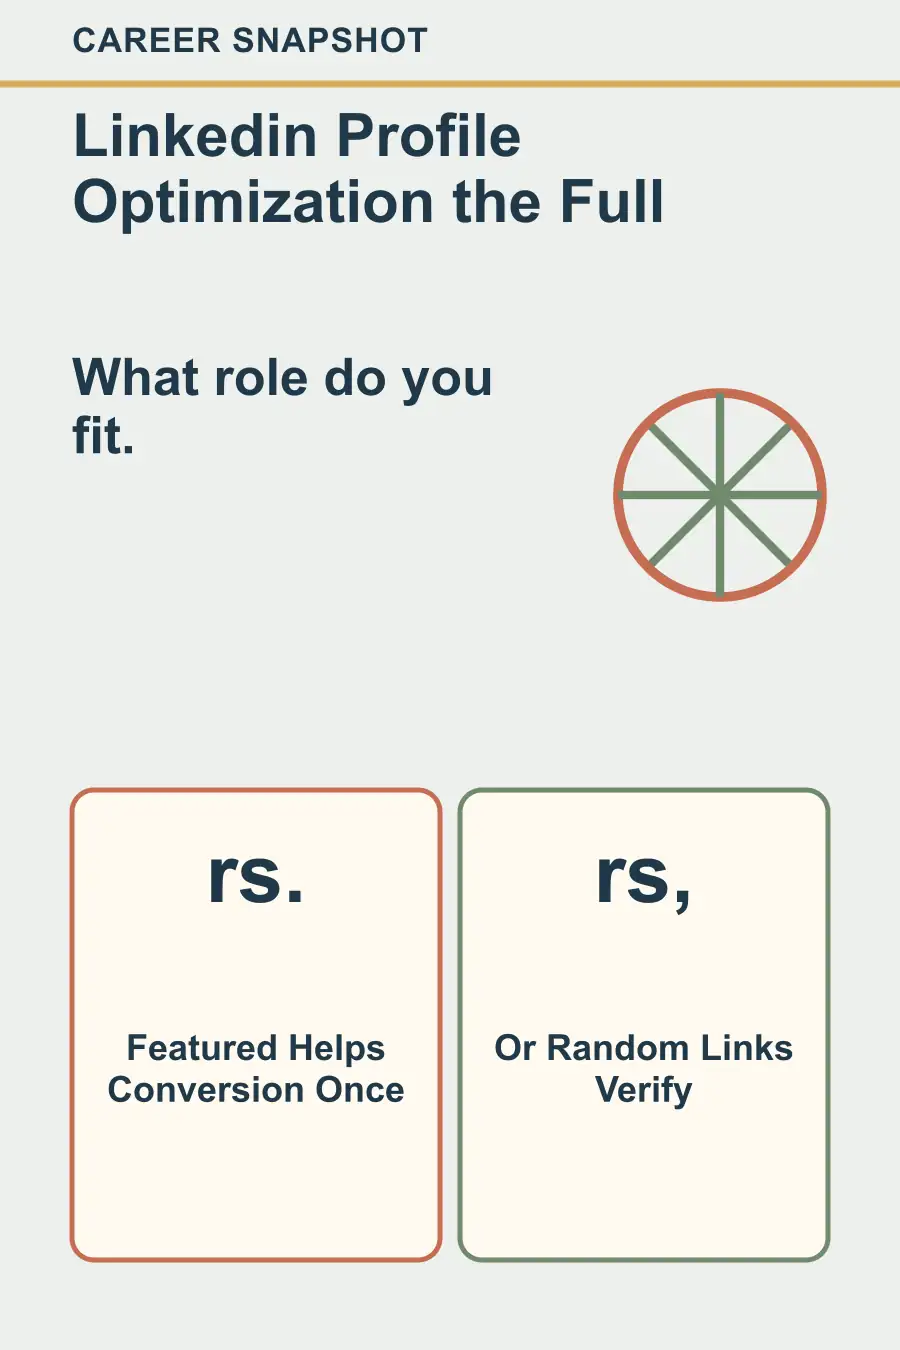 CAREER SNAPSHOT
Linkedin Profile
Optimization the Full
What role do you
fit.
rs.
Featured Helps
Conversion Once
rs,
Or Random Links
Verify